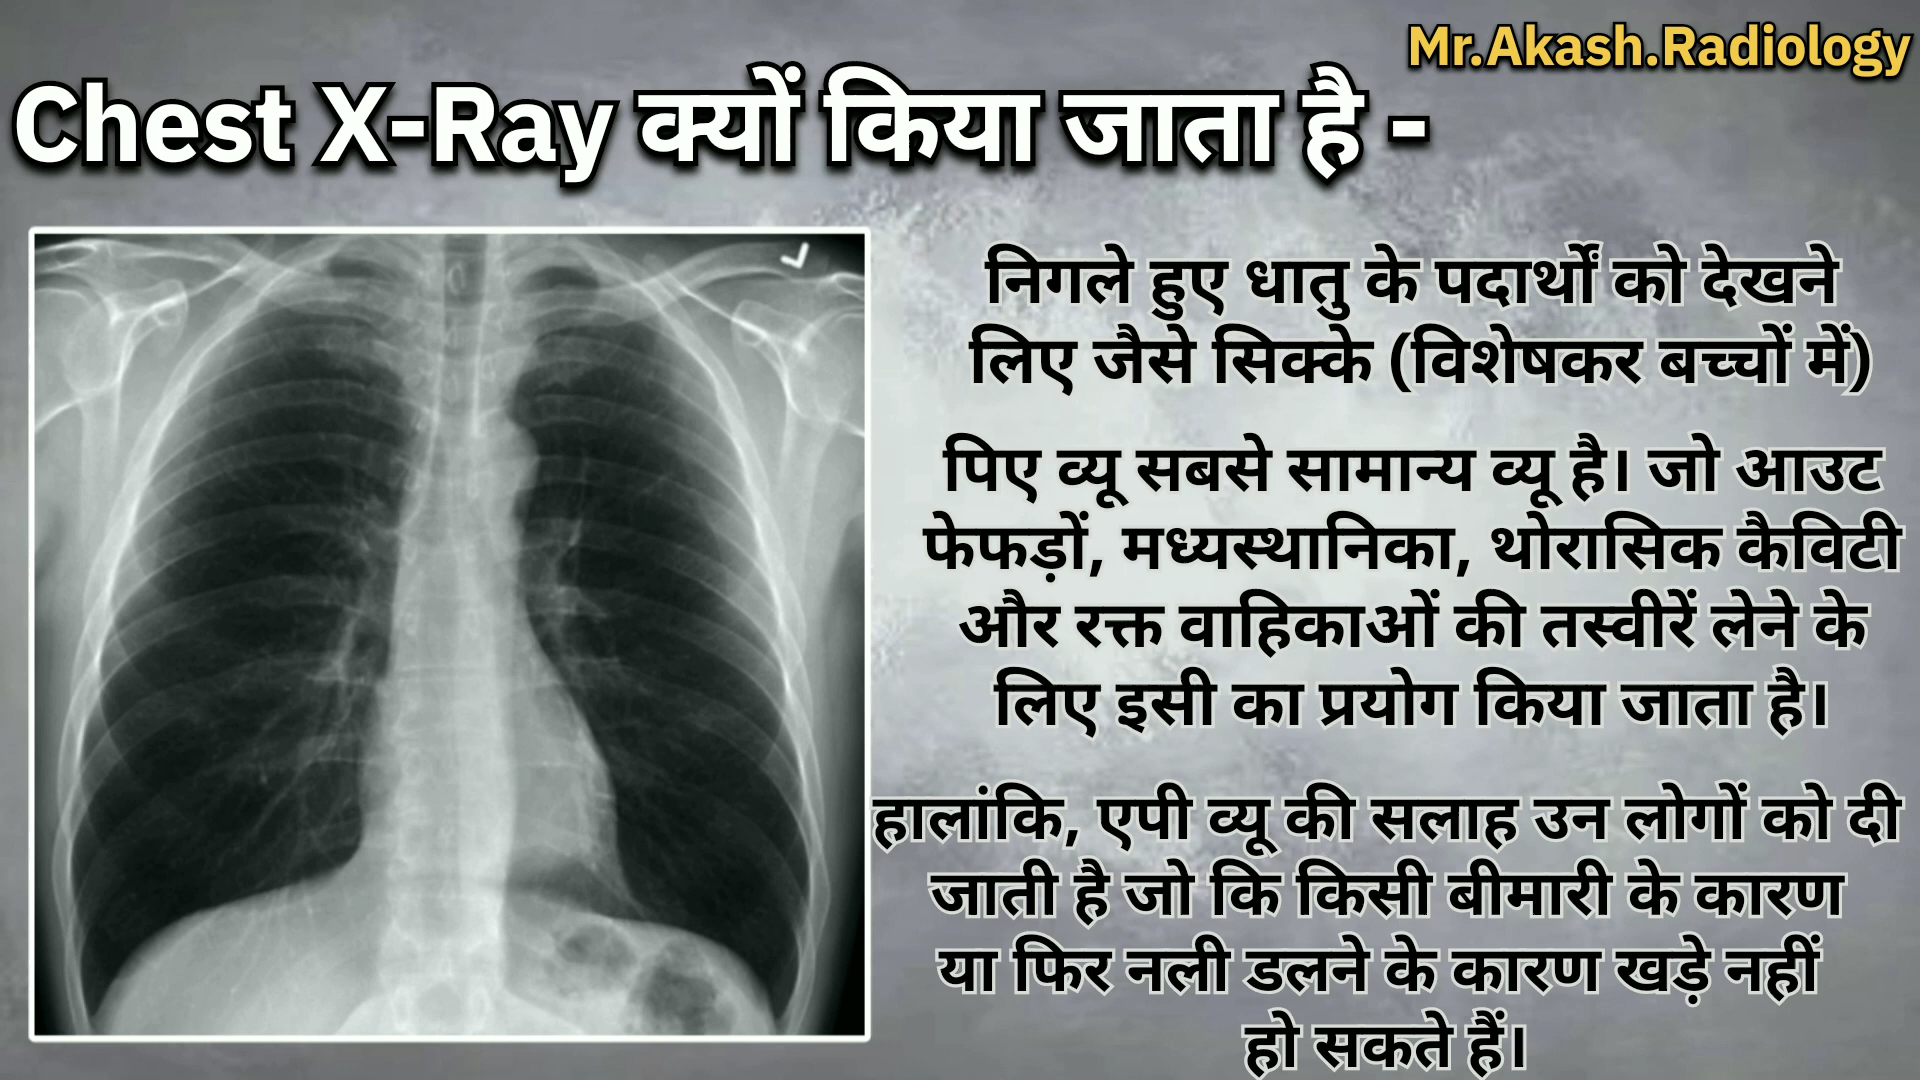 Mr.Akash.Radiology
Chest X-Ray क्यों किया जाता है -
निगले हुए धातु के पदार्थों को देखने
लिए जैसे सिक्के (विशेषकर बच्चों में)
पिए व्यू सबसे सामान्य व्यू है। जो आउट
फेफड़ों, मध्यस्थानिका, थोरासिक कैविटी
और रक्त वाहिकाओं की तस्वीरें लेने के
लिए इसी का प्रयोग किया जाता है।
हालांकि, एपी व्यू की सलाह उन लोगों को दी
जाती है जो कि किसी बीमारी के कारण
या फिर नली डलने के कारण खड़े नहीं
हो सकते हैं।